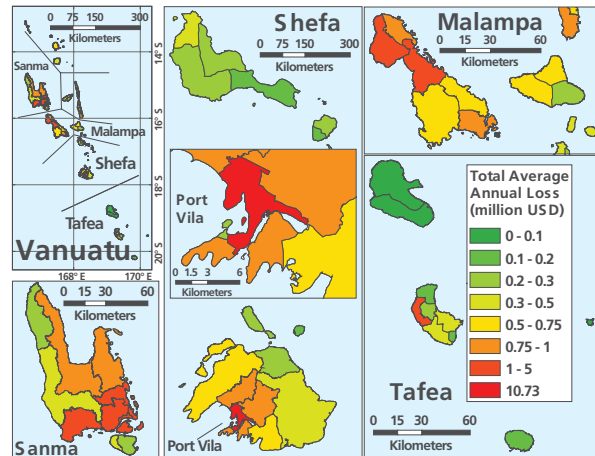 0 75 150 300
Kilometers
14°S
16°S
18°S
20°S
Sanma
Malampa
Shefa
Tafea
Vanuatu
168°E
170°E
Shefa
0 75 150 300
Kilometers
Malampa
0 15 30 60
Kilometers
Port
Vila
0 1.5 3 6
Kilometers
Total Average
Annual Loss
(million USD)
0 - 0.1
0.1 - 0.2
0.2 - 0.3
0.3 - 0.5
0.5 - 0.75
0.75 - 1
1 - 5
10.73
0 15 30 60
Kilometers
Sanma
Port Vila
Tafea
0 15 30 60
Kilometers